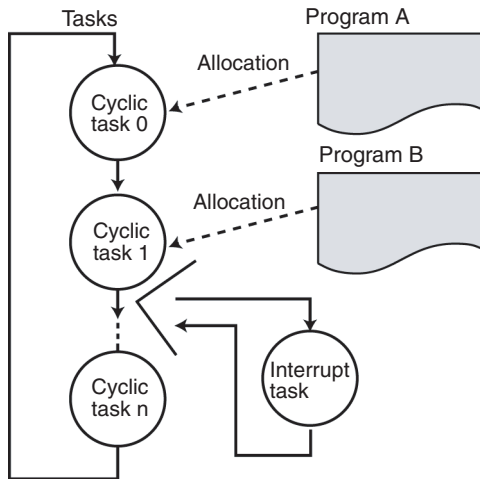 Tasks
Program A
Allocation
Cyclic
task 0
Program B
Allocation
Cyclic
task 1
Interrupt
task
Cyclic
task n